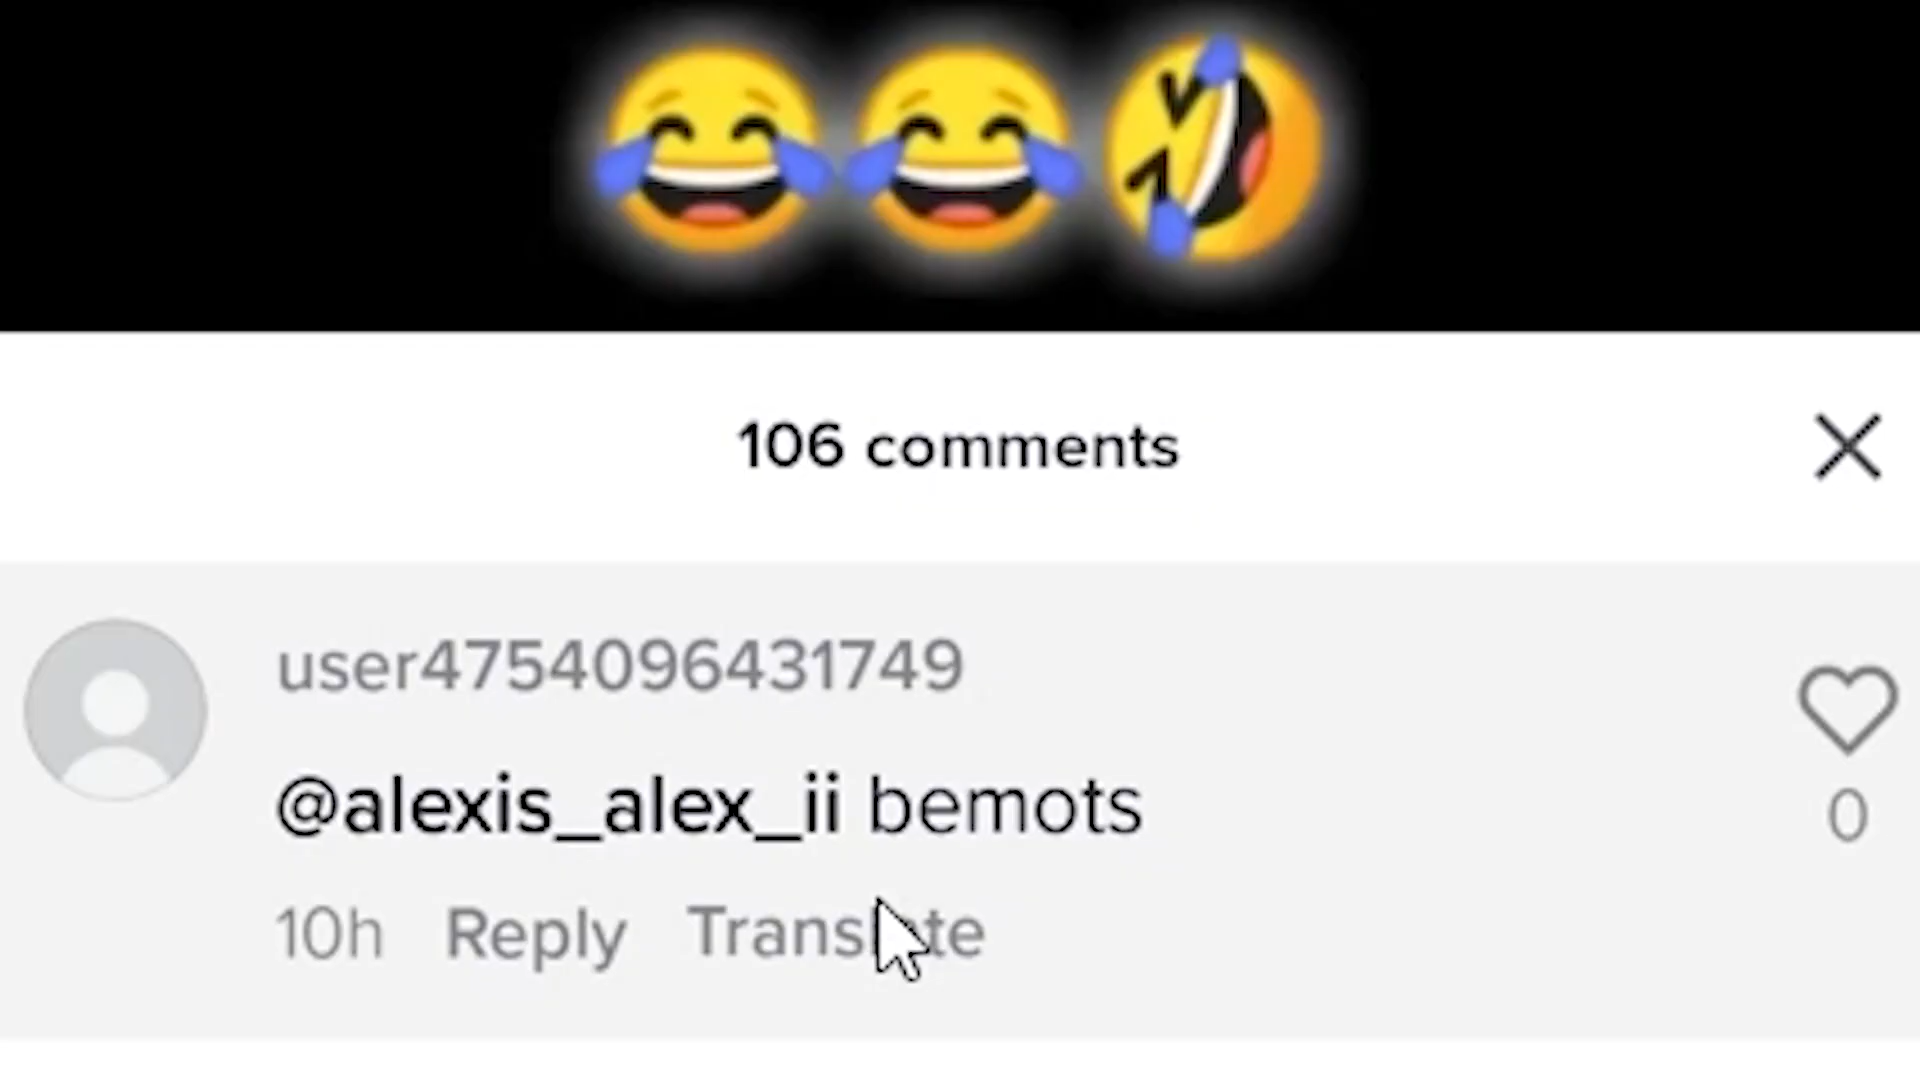 😂😂🤣
106 comments
user4754096431749
@alexis_alex_ii bemots
0
10h Reply Translate